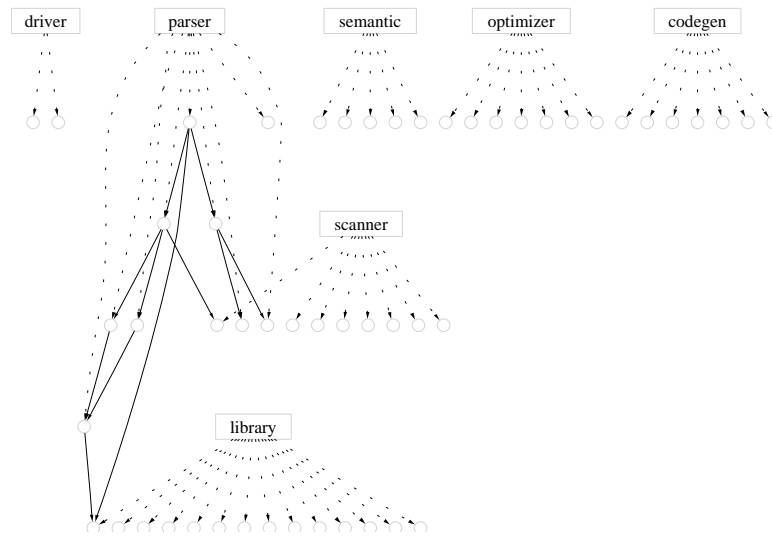 driver
parser
semantic
optimizer
codegen
scanner
library